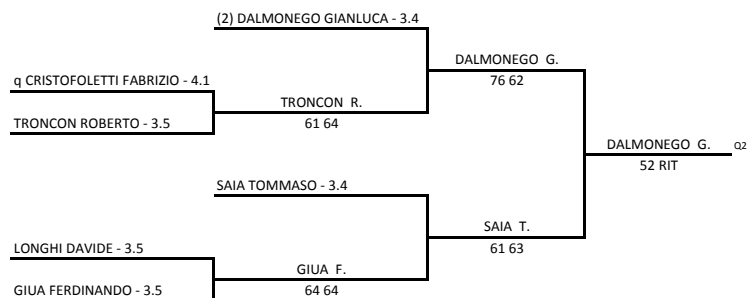 (2) DALMONEGO GIANLUCA - 3.4
DALMONEGO G.
q CRISTOFOLETTI FABRIZIO - 4.1
76 62
TRONCON R.
TRONCON ROBERTO - 3.5
61 64
DALMONEGO G.
Q2
52 RIT
SAIA TOMMASO - 3.4
SAIA T.
LONGHI DAVIDE - 3.5
61 63
GIUA F.
GIUA FERDINANDO - 3.5
64 64